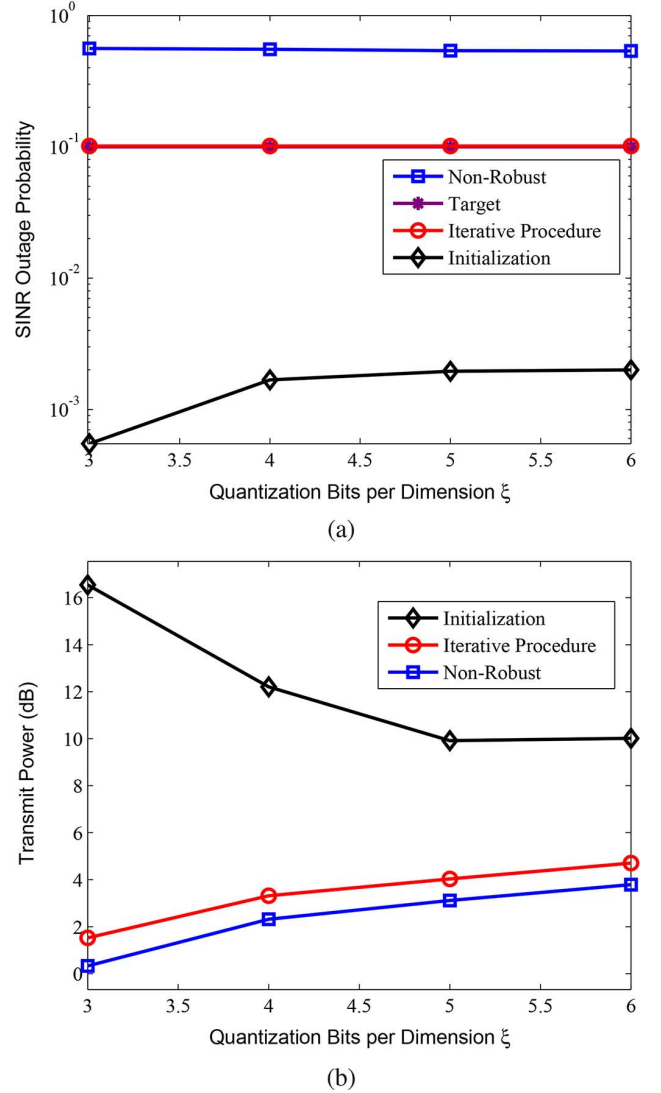 10^0
10^-1
10^-2
10^-3
SINR Outage Probability
Non-Robust
Target
Iterative Procedure
Initialization
3 3.5 4 4.5 5 5.5 6
Quantization Bits per Dimension ξ
(a)
16
14
12
10
8
6
4
2
0
Transmit Power (dB)
Initialization
Iterative Procedure
Non-Robust
3 3.5 4 4.5 5 5.5 6
Quantization Bits per Dimension ξ
(b)